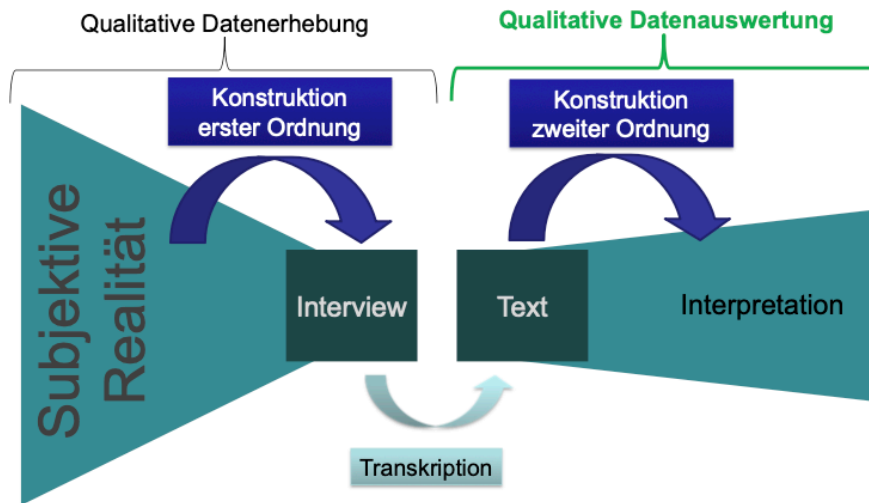 Qualitative Datenerhebung
Qualitative Datenauswertung
Konstruktion
erster Ordnung
Konstruktion
zweiter Ordnung
Subjektive
Realität
Interview
Text
Interpretation
Transkription